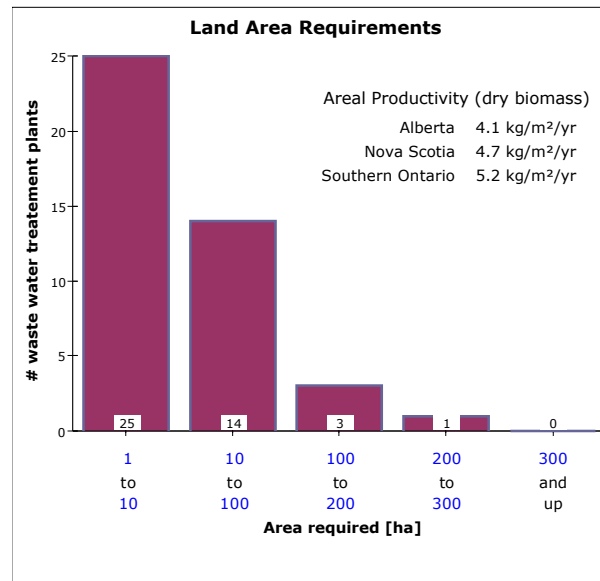 Land Area Requirements
# waste water treatement plants
25
20
15
10
5
0
Areal Productivity (dry biomass)
Alberta 4.1 kg/m²/yr
Nova Scotia 4.7 kg/m²/yr
Southern Ontario 5.2 kg/m²/yr
25 14 3 1 0
1 10 100 200 300
to to to to and
10 100 200 300 up
Area required [ha]